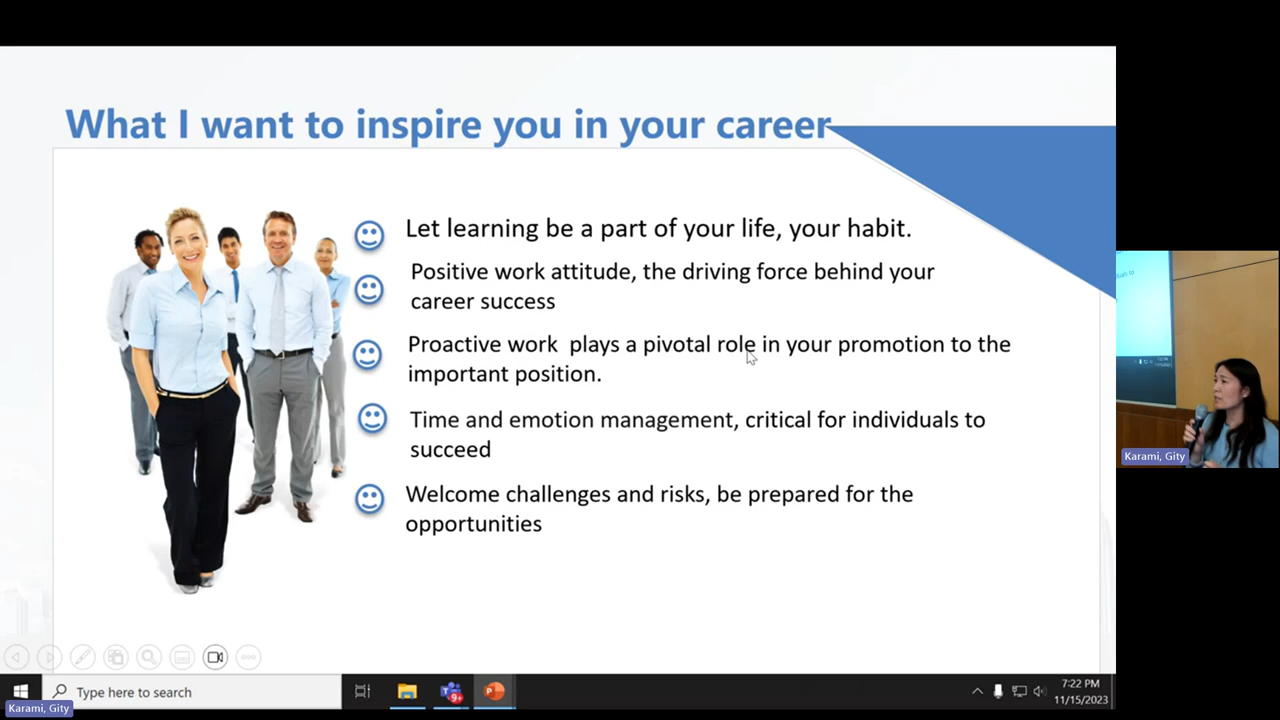 What I want to inspire you in your career
Let learning be a part of your life, your habit.
Positive work attitude, the driving force behind your
career success
Proactive work  plays a pivotal role in your promotion to the
important position.
Time and emotion management, critical for individuals to
succeed
Welcome challenges and risks, be prepared for the
opportunities
Karami, Gity
Type here to search
9+
7:22 PM
11/15/2023
Karami, Gity